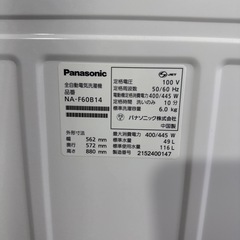 Panasonic
全自動電気洗濯機
NA-F60B14
外形寸法
幅 562 mm
奥行 572 mm
高さ 880 mm
JET
定格電圧 100 V
定格周波数 50/60 Hz
電動機定格消費電力 400/445 W
定格時間 洗いのみ 10 分
標準容量 6.0 kg
最大消費電力 400/445 W
標準水量 49 L
標準使用水量 116 L
パナソニック株式会社
中国製
製造番号 2152400147